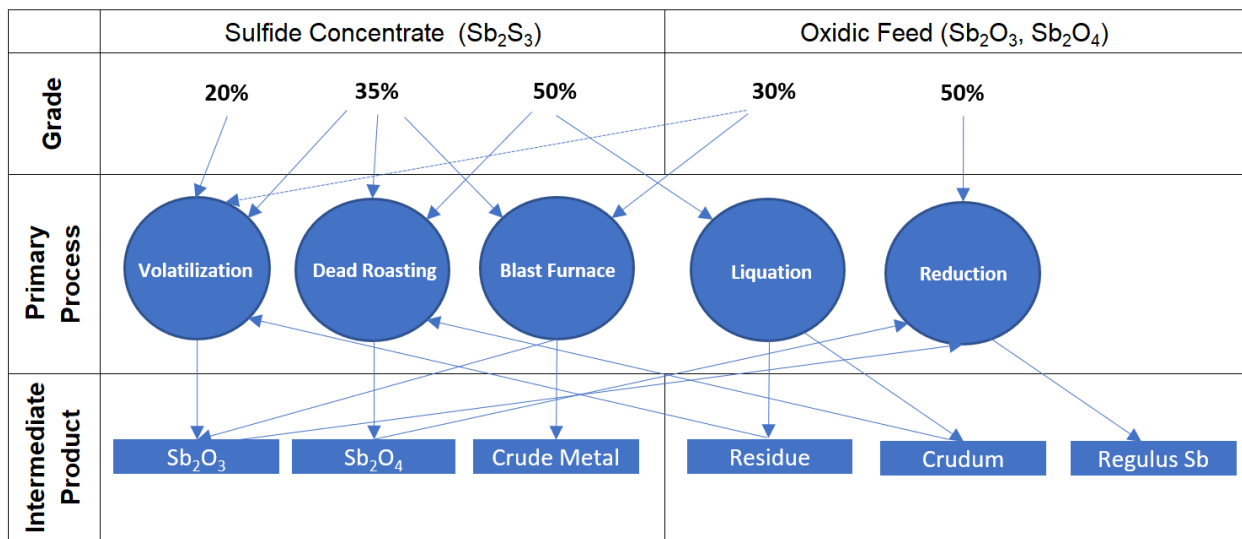 Sulfide Concentrate (Sb₂S₃)
Oxidic Feed (Sb₂O₃, Sb₂O₄)
Grade
20%
35%
50%
30%
50%
Primary
Process
Volatilization
Dead Roasting
Blast Furnace
Liquation
Reduction
Intermediate
Product
Sb₂O₃
Sb₂O₄
Crude Metal
Residue
Crudum
Regulus Sb